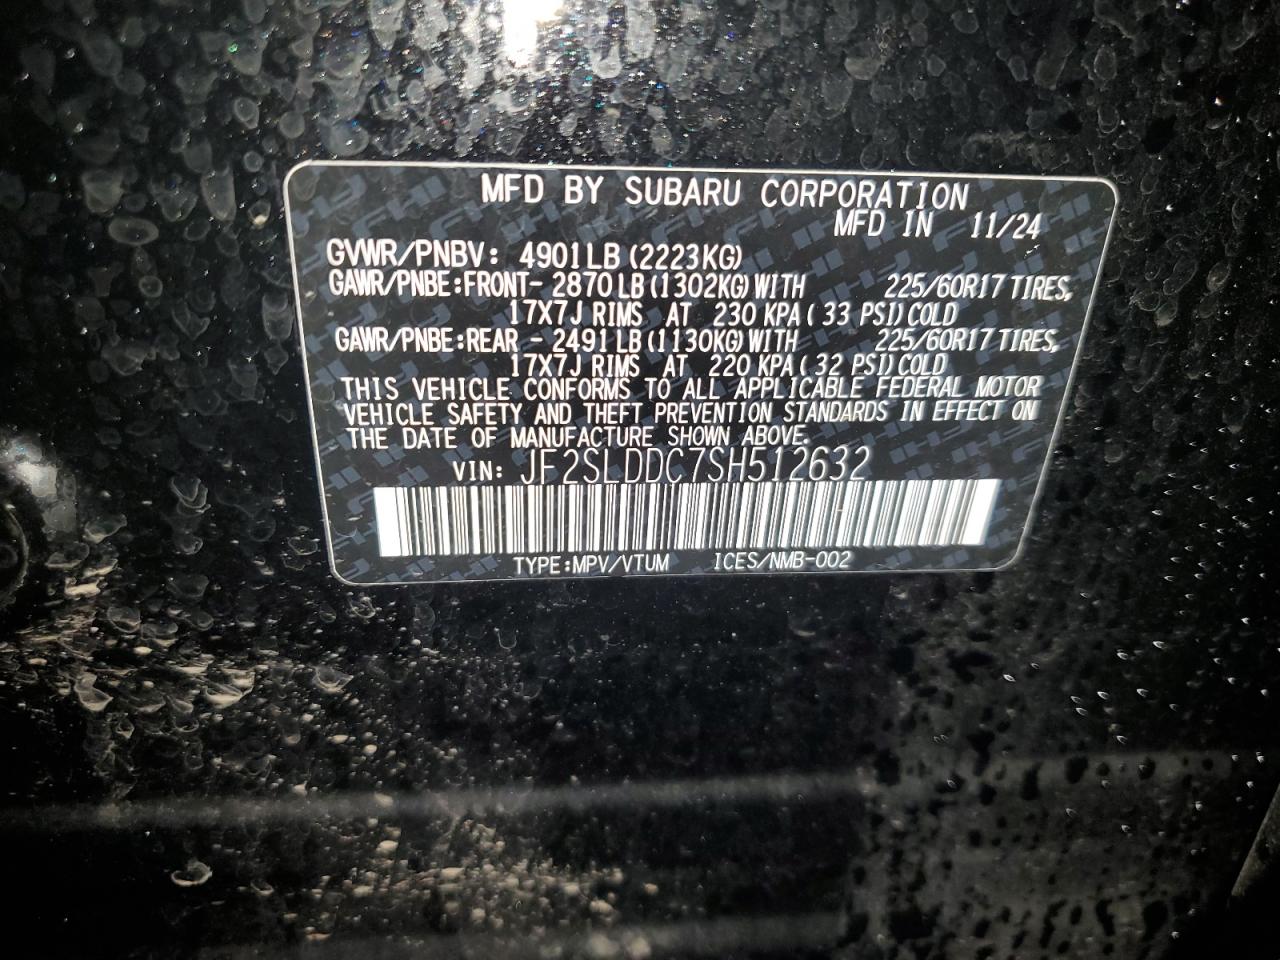 MFD BY SUBARU CORPORATION
MFD IN 11/24
GVWR/PNBV: 4901LB (2223KG)
GAWR/PNBE:FRONT- 2870LB(1302KG)WITH 225/60R17 TIRES,
17X7J RIMS AT 230 KPA( 33 PSI)COLD
GAWR/PNBE:REAR - 2491LB(1130KG)WITH 225/60R17 TIRES,
17X7J RIMS AT 220 KPA( 32 PSI)COLD
THIS VEHICLE CONFORMS TO ALL APPLICABLE FEDERAL MOTOR
VEHICLE SAFETY AND THEFT PREVENTION STANDARDS IN EFFECT ON
THE DATE OF MANUFACTURE SHOWN ABOVE.
VIN: JF2SLDDC7SH512632
TYPE:MPV/VTUM ICES/NMB-002